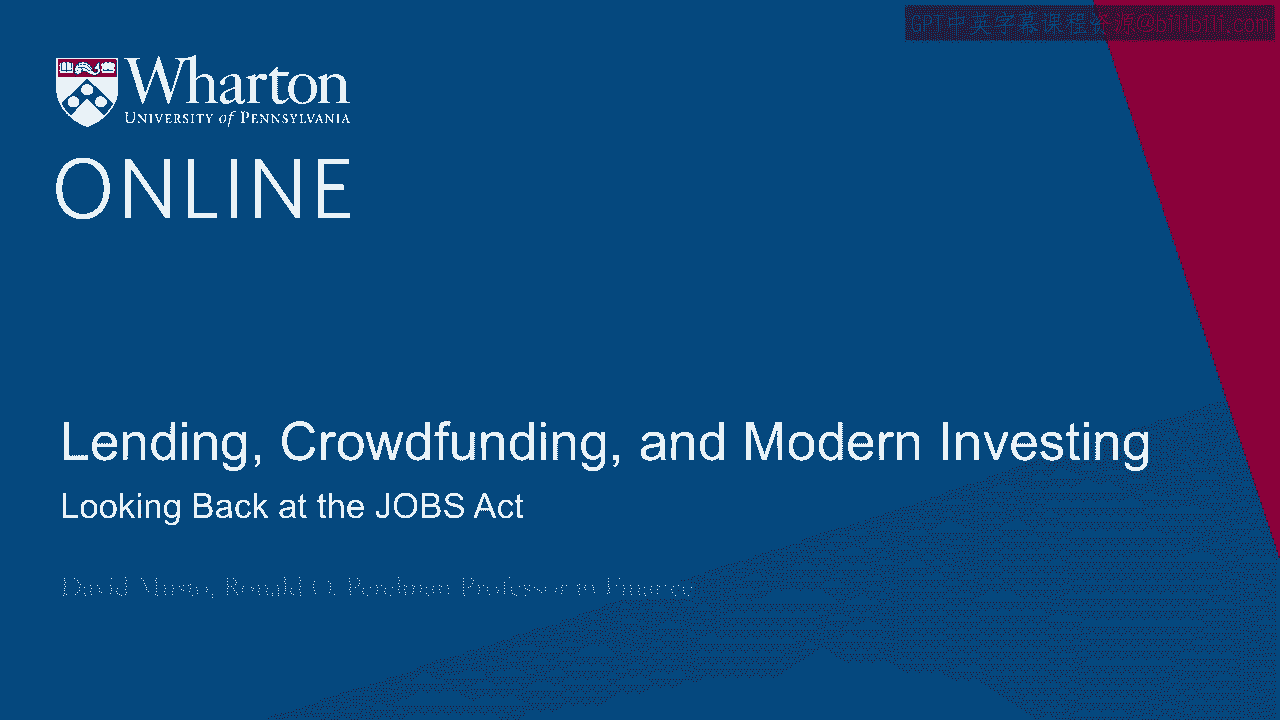 GPT中英字幕课程资源@bilibili.com
Wharton
UNIVERSITY of PENNSYLVANIA
ONLINE
Lending, Crowdfunding, and Modern Investing
Looking Back at the JOBS Act
David Musto, Ronald O. Perelman Professor in Finance